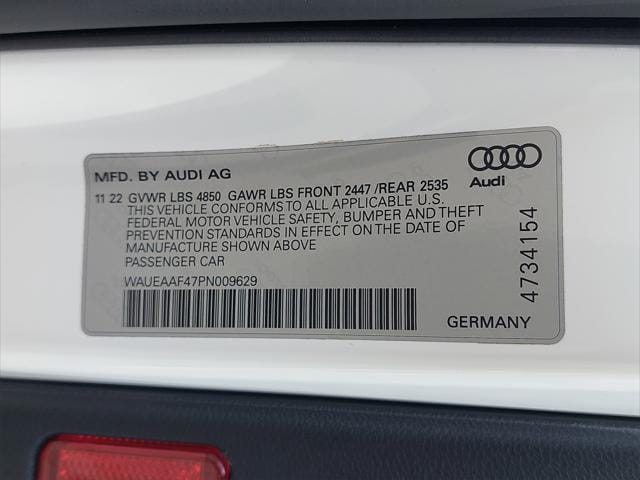 MFD. BY AUDI AG
11 22 GVWR LBS 4850 GAWR LBS FRONT 2447 /REAR 2535
THIS VEHICLE CONFORMS TO ALL APPLICABLE U.S.
FEDERAL MOTOR VEHICLE SAFETY, BUMPER AND THEFT
PREVENTION STANDARDS IN EFFECT ON THE DATE OF
MANUFACTURE SHOWN ABOVE
PASSENGER CAR
WAUEAAF47PN009629
GERMANY
Audi
4734154